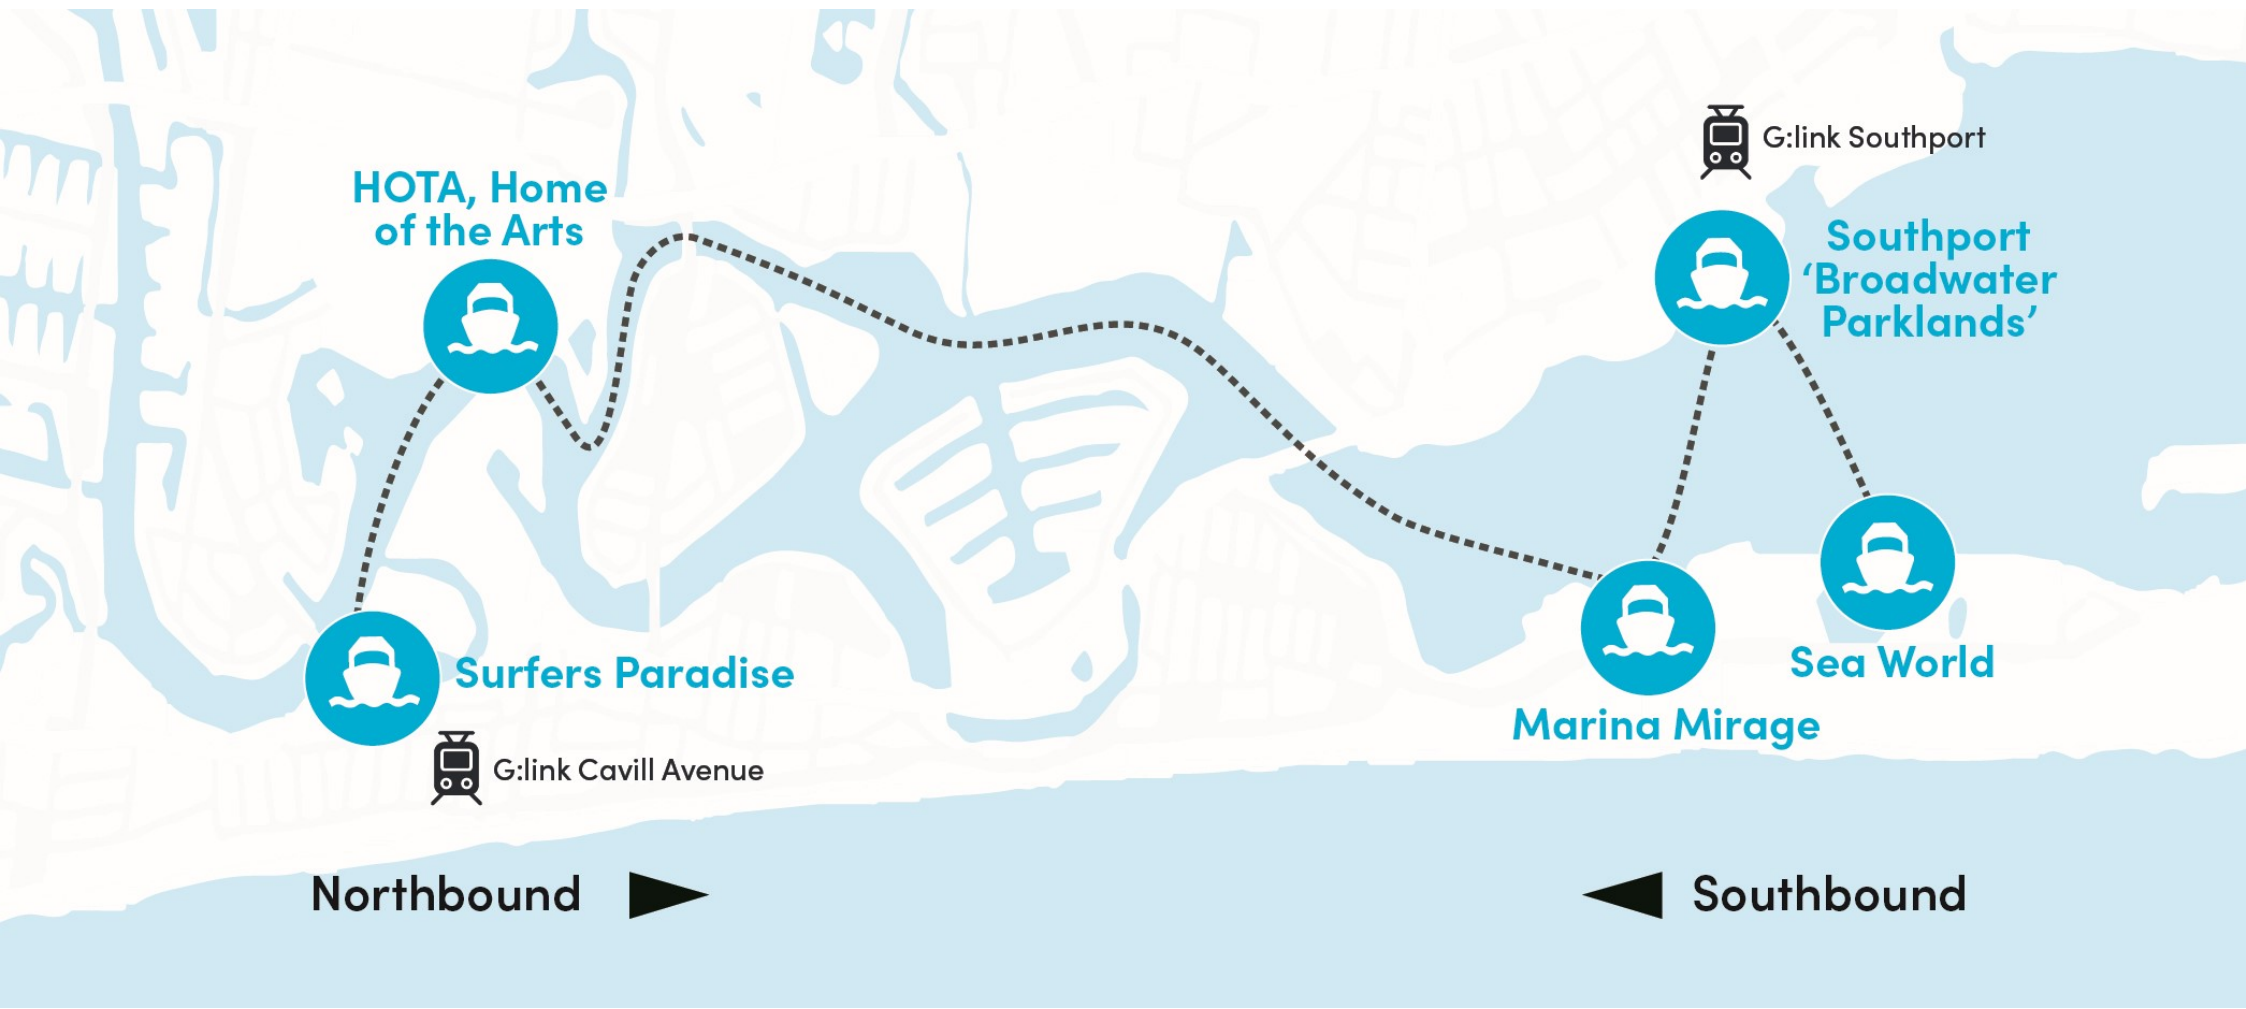 HOTA, Home
of the Arts
G:link Southport
Southport
‘Broadwater
Parklands’
Surfers Paradise
G:link Cavill Avenue
Sea World
Marina Mirage
Northbound
Southbound